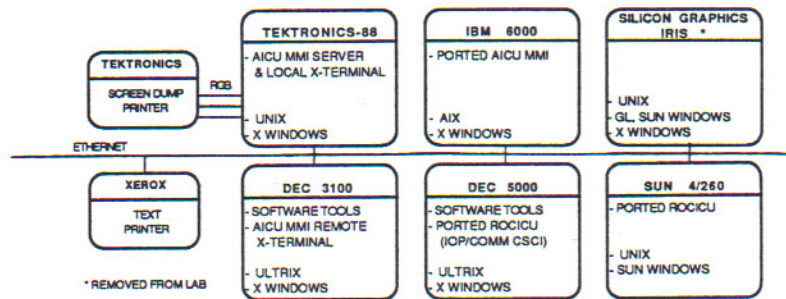 TEKTRONICS
SCREEN DUMP
PRINTER
RGB
TEKTRONICS-88
- AICU MMI SERVER
& LOCAL X-TERMINAL
- UNIX
- X WINDOWS
IBM 6000
- PORTED AICU MMI
- AIX
- X WINDOWS
SILICON GRAPHICS
IRIS *
- UNIX
- GL, SUN WINDOWS
- X WINDOWS
ETHERNET
XEROX
TEXT
PRINTER
* REMOVED FROM LAB
DEC 3100
- SOFTWARE TOOLS
- AICU MMI REMOTE
X-TERMINAL
- ULTRIX
- X WINDOWS
DEC 5000
- SOFTWARE TOOLS
- PORTED ROCICU
(IOP/COMM CSCI)
- ULTRIX
- X WINDOWS
SUN 4/260
- PORTED ROCICU
- UNIX
- SUN WINDOWS